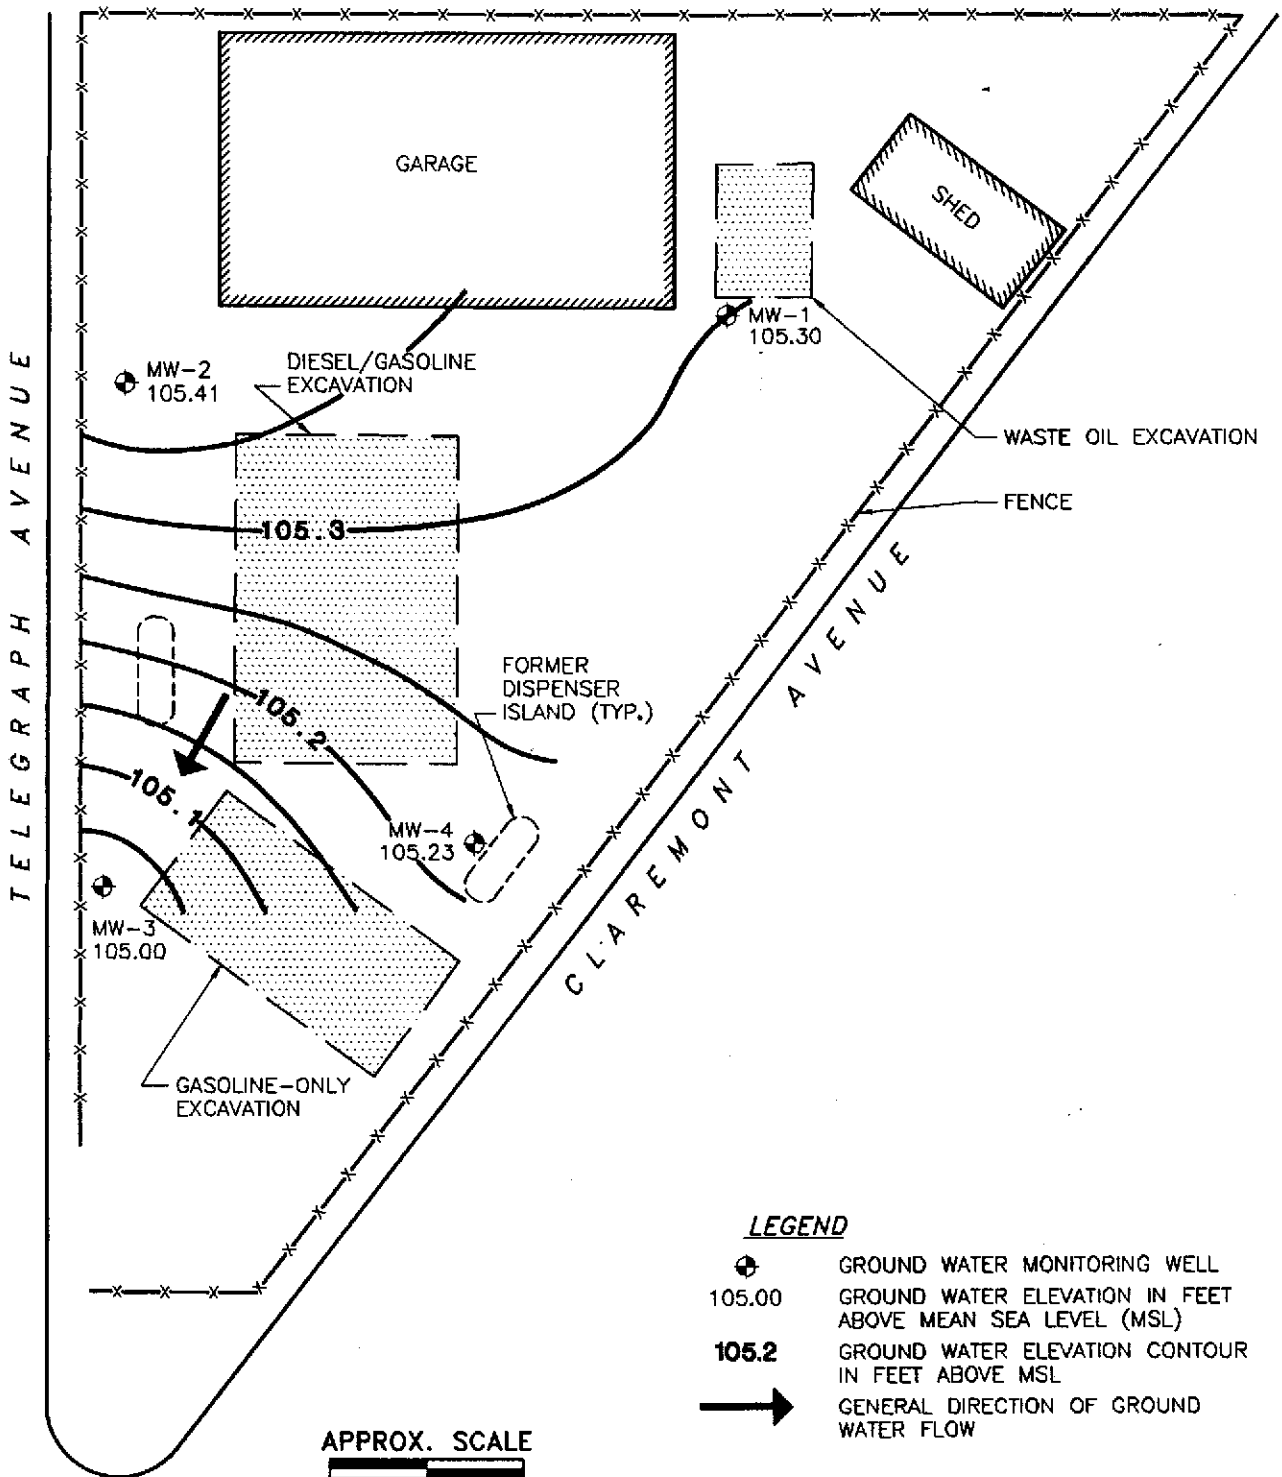 GARAGE
SHED
MW-1
105.30
DIESEL/GASOLINE
EXCAVATION
MW-2
105.41
WASTE OIL EXCAVATION
FENCE
105.3
TELEGRAPH AVENUE
CLAREMONT AVENUE
FORMER
DISPENSER
ISLAND (TYP.)
105.2
105.1
MW-4
105.23
MW-3
105.00
GASOLINE-ONLY
EXCAVATION
LEGEND
GROUND WATER MONITORING WELL
105.00 GROUND WATER ELEVATION IN FEET
ABOVE MEAN SEA LEVEL (MSL)
105.2 GROUND WATER ELEVATION CONTOUR
IN FEET ABOVE MSL
GENERAL DIRECTION OF GROUND
WATER FLOW
APPROX. SCALE